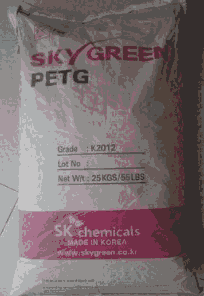 SKYGREEN
PETG
Grade : K2012
Lot No :
Net Wt : 25KGS/55LBS
SK chemicals
MADE IN KOREA
www.skygreen.co.kr